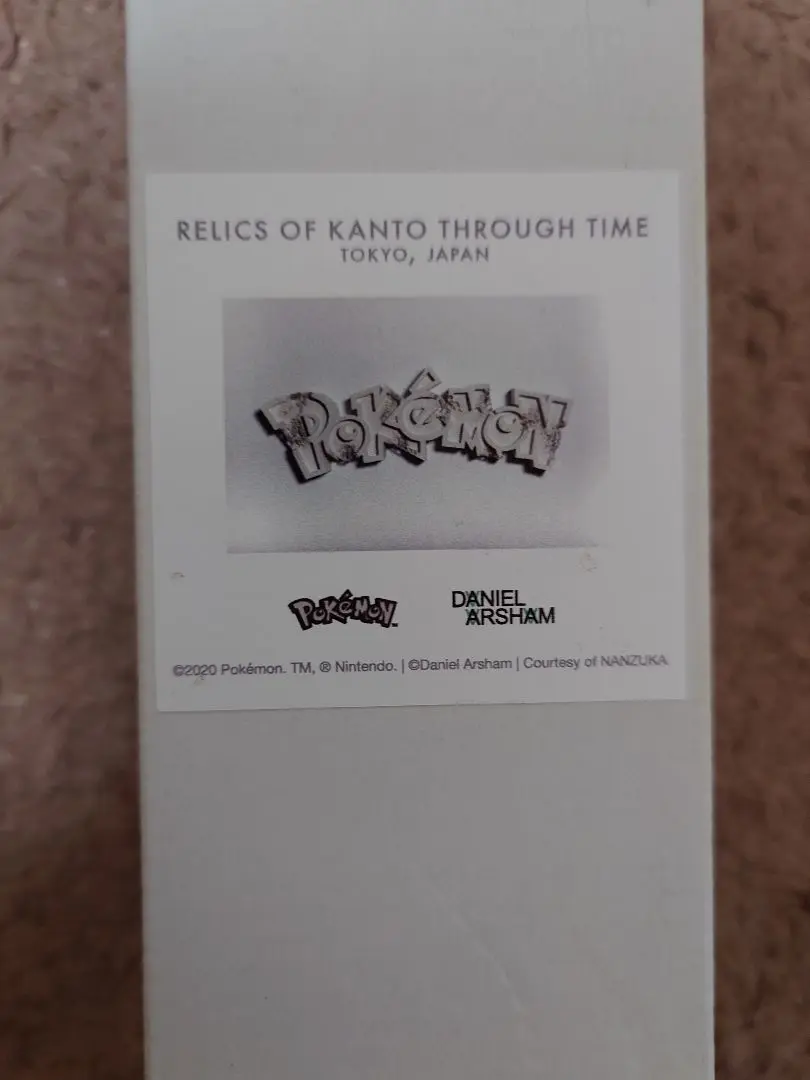 RELICS OF KANTO THROUGH TIME
TOKYO, JAPAN
Pokémon
Pokémon TM
DANIEL
ARSHAM
©2020 Pokémon. TM, ® Nintendo. | ©Daniel Arsham | Courtesy of NANZUKA